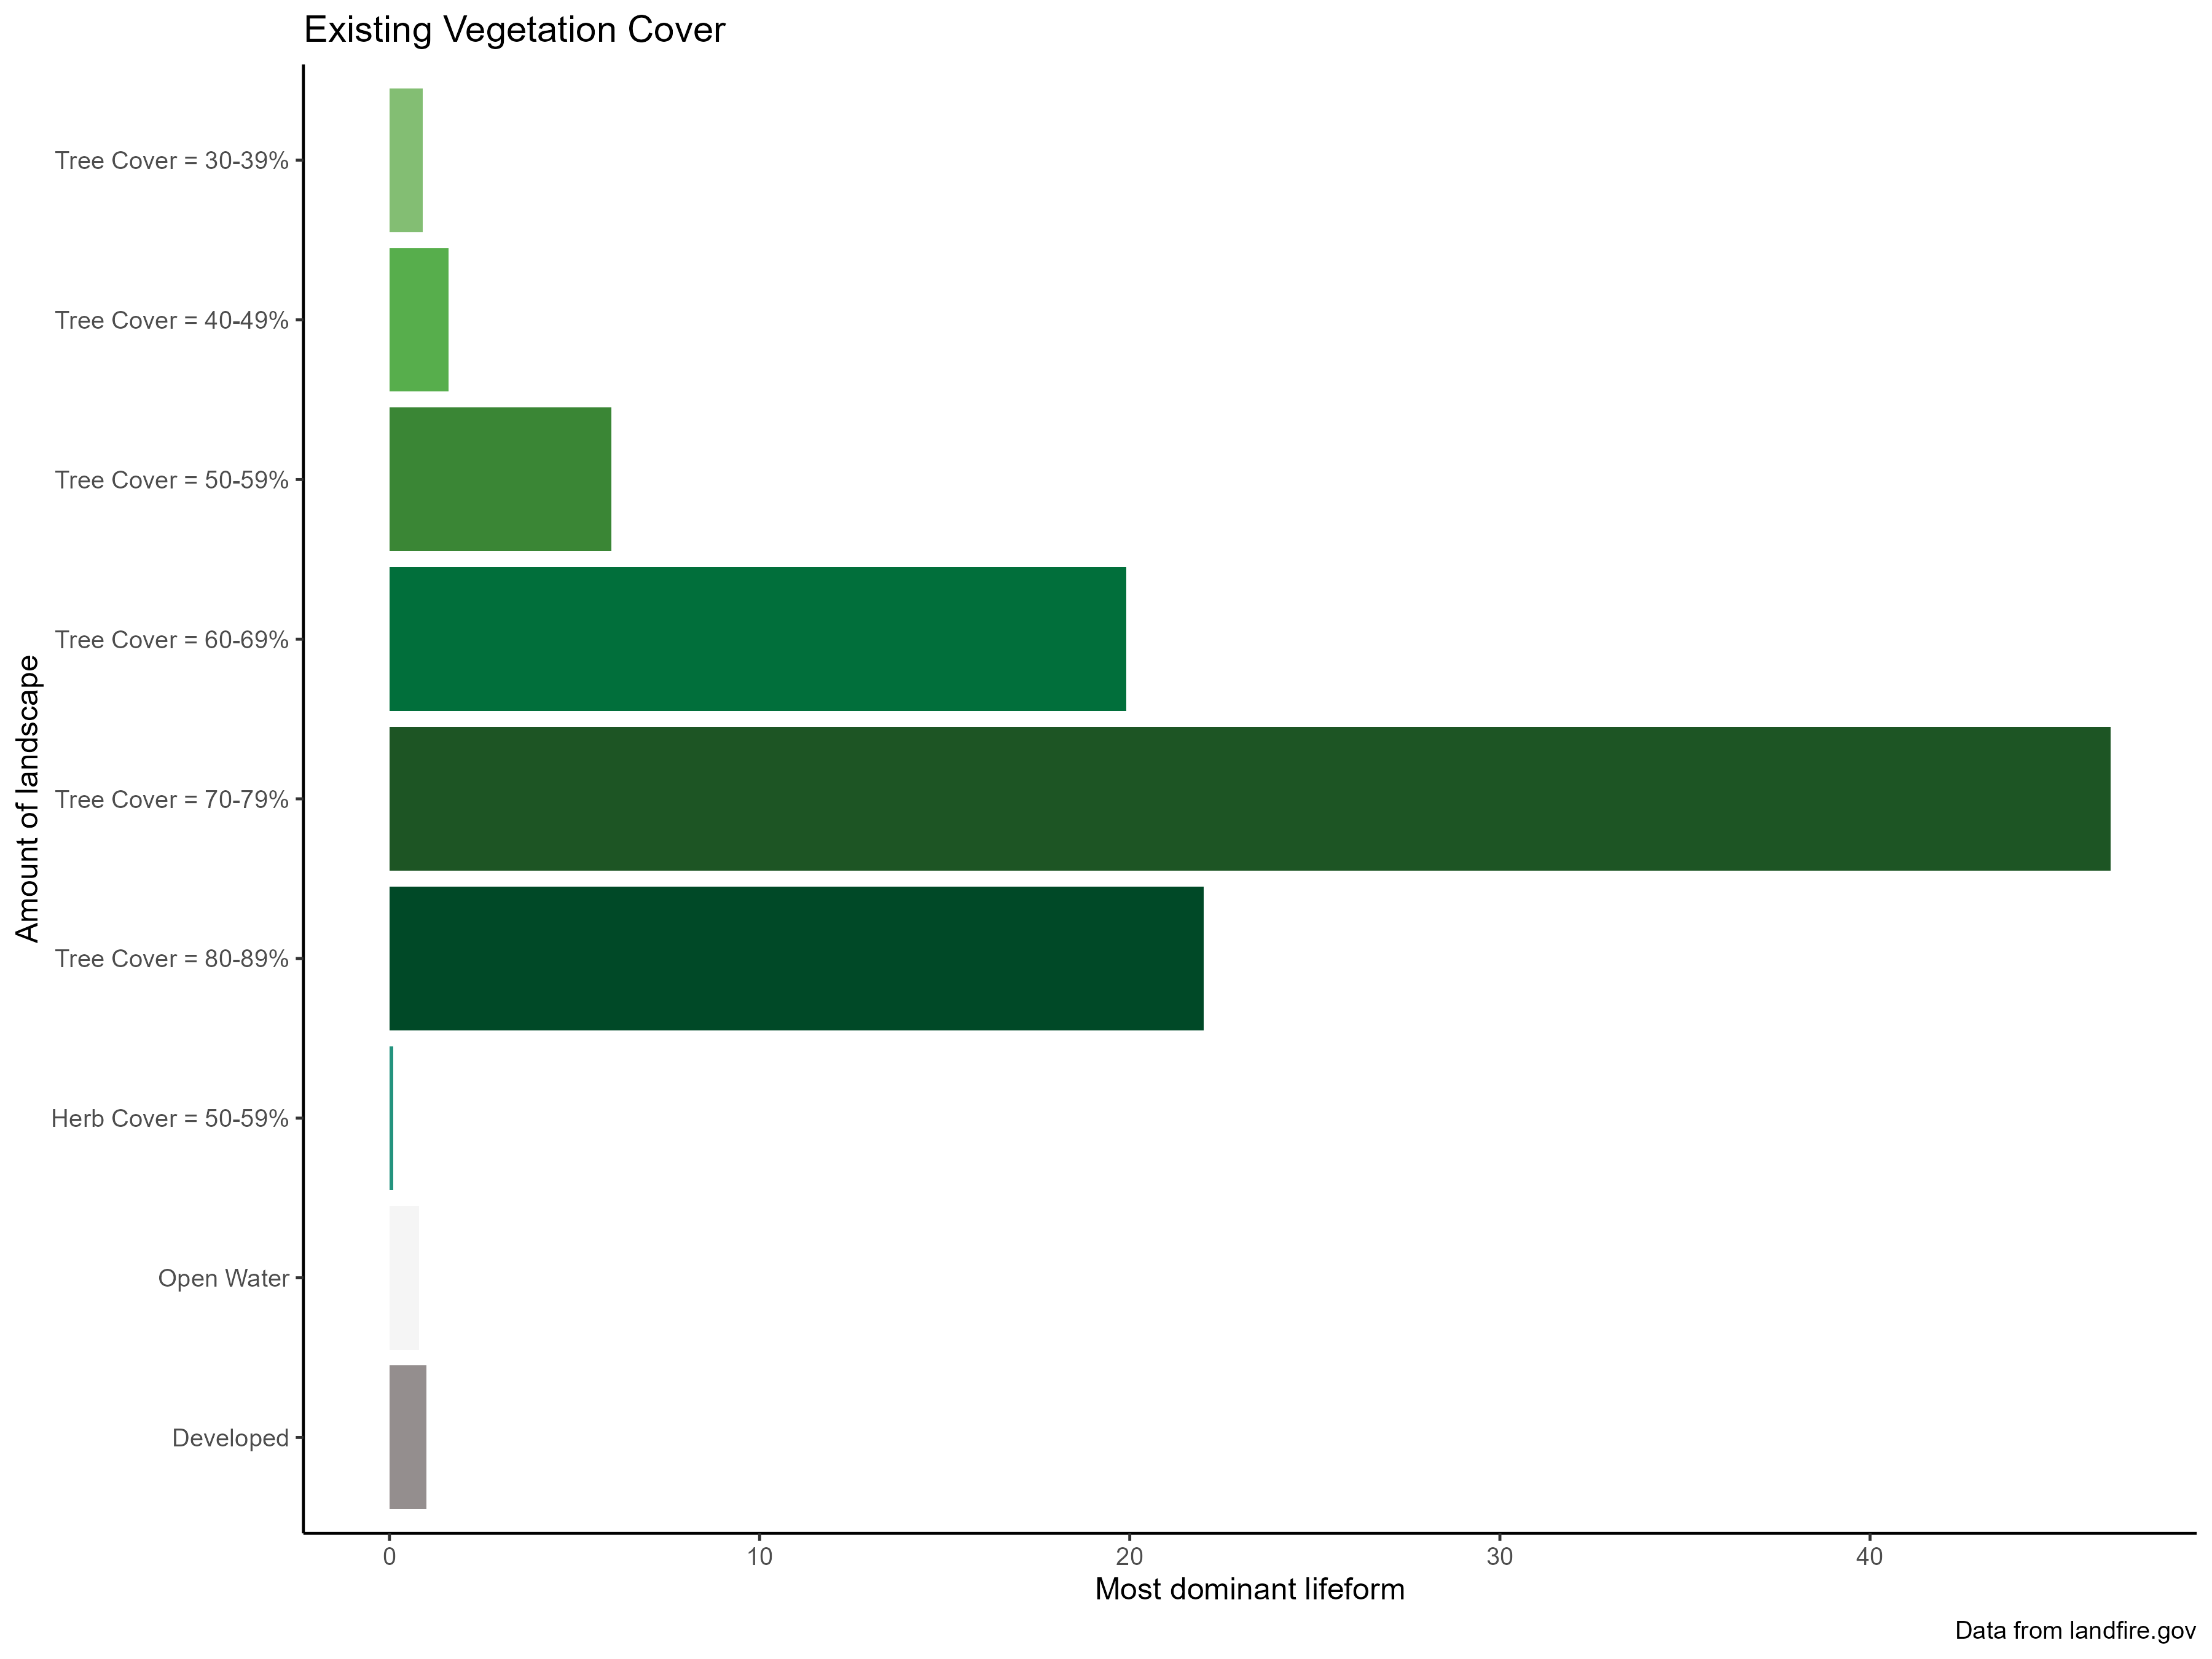 Existing Vegetation Cover
Tree Cover = 30-39%
Tree Cover = 40-49%
Tree Cover = 50-59%
Tree Cover = 60-69%
Tree Cover = 70-79%
Tree Cover = 80-89%
Herb Cover = 50-59%
Open Water
Developed
Amount of landscape
0 10 20 30 40
Most dominant lifeform
Data from landfire.gov